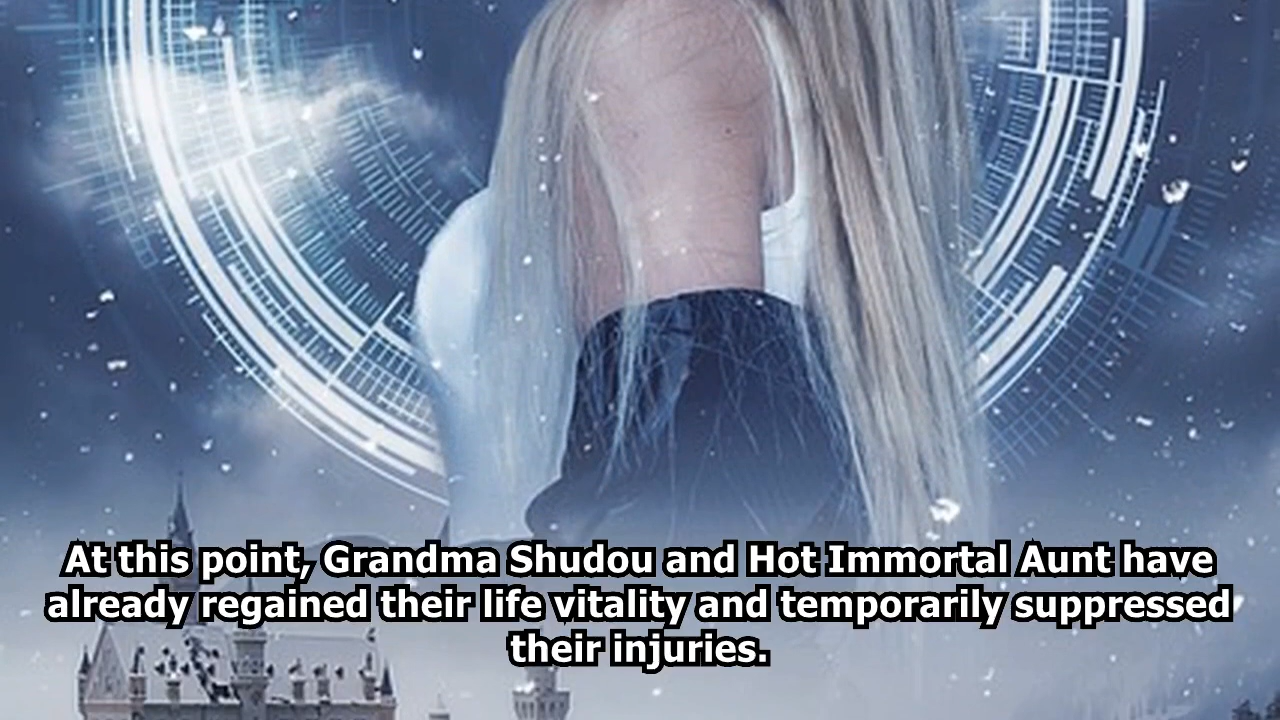 At this point, Grandma Shudou and Hot Immortal Aunt have
already regained their life vitality and temporarily suppressed
their injuries.